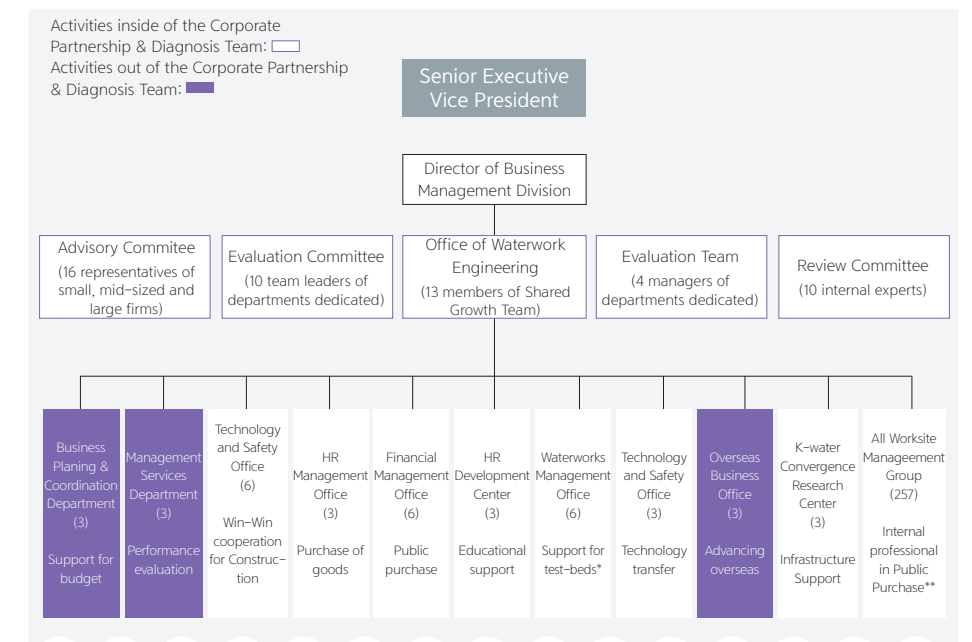 Activities inside of the Corporate
Partnership & Diagnosis Team:
Activities out of the Corporate Partnership
& Diagnosis Team:
Senior Executive
Vice President
Director of Business
Management Division
Advisory Commitee
(16 representatives of
small, mid-sized and
large firms)
Evaluation Committee
(10 team leaders of
departments dedicated)
Office of Waterwork
Engineering
(13 members of Shared
Growth Team)
Evaluation Team
(4 managers of
departments dedicated)
Review Committee
(10 internal experts)
Business
Planing &
Coordination
Department
(3)
Support for
budget
Management
Services
Department
(3)
Performance
evaluation
Technology
and Safety
Office
(6)
Win-Win
cooperation
for Construc-
tion
HR
Management
Office
(3)
Purchase of
goods
Financial
Management
Office
(6)
Public
purchase
HR
Development
Center
(3)
Educational
support
Waterworks
Management
Office
(6)
Support for
test-beds*
Technology
and Safety
Office
(3)
Technology
transfer
Overseas
Business
Office
(3)
Advancing
overseas
K-water
Convergence
Research
Center
(3)
Infrastructure
Support
All Worksite
Manageement
Group
(257)
Internal
professional
in Public
Purchase**